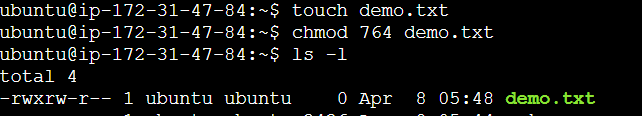 ubuntu@ip-172-31-47-84:~$ touch demo.txt
ubuntu@ip-172-31-47-84:~$ chmod 764 demo.txt
ubuntu@ip-172-31-47-84:~$ ls -l
total 4
-rwxrw-r-- 1 ubuntu ubuntu    0 Apr  8 05:48 demo.txt